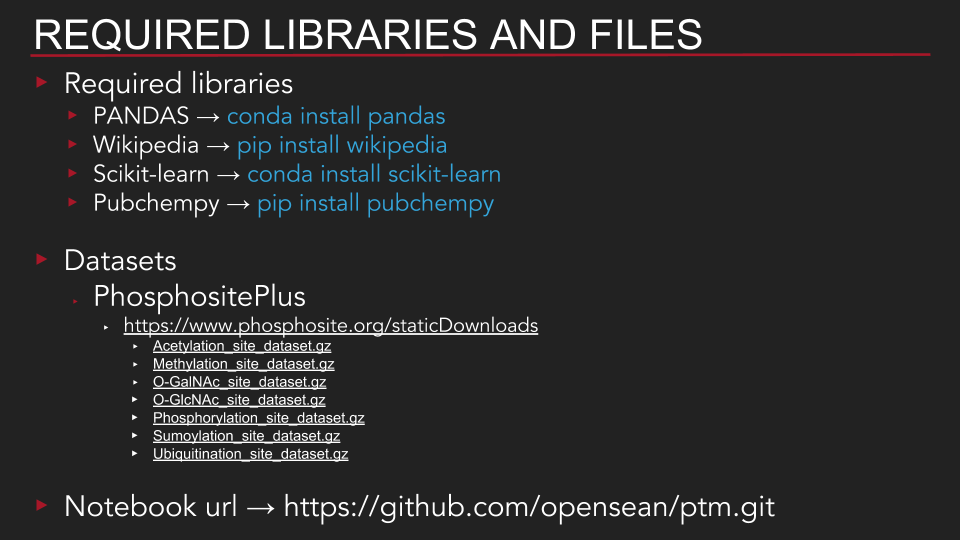 REQUIRED LIBRARIES AND FILES
Required libraries
PANDAS → conda install pandas
Wikipedia → pip install wikipedia
Scikit-learn → conda install scikit-learn
Pubchempy → pip install pubchempy
Datasets
PhosphositePlus
https://www.phosphosite.org/staticDownloads
Acetylation_site_dataset.gz
Methylation_site_dataset.gz
O-GalNAc_site_dataset.gz
O-GlcNAc_site_dataset.gz
Phosphorylation_site_dataset.gz
Sumoylation_site_dataset.gz
Ubiquitination_site_dataset.gz
Notebook url → https://github.com/opensean/ptm.git